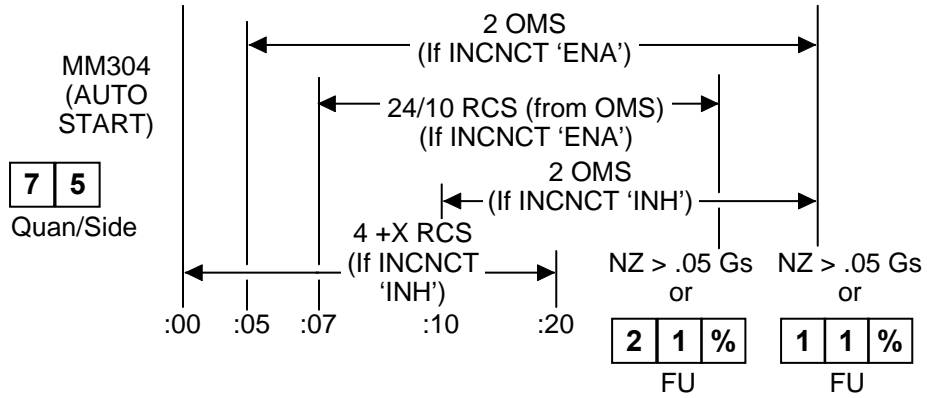 2 OMS
(If INCNCT ‘ENA’)
MM304
(AUTO
START)
24/10 RCS (from OMS)
(If INCNCT ‘ENA’)
2 OMS
(If INCNCT ‘INH’)
7 5
Quan/Side
4 +X RCS
(If INCNCT
‘INH’)
NZ > .05 Gs NZ > .05 Gs
or or
:00 :05 :07 :10 :20
2 1 % 1 1 %
FU FU